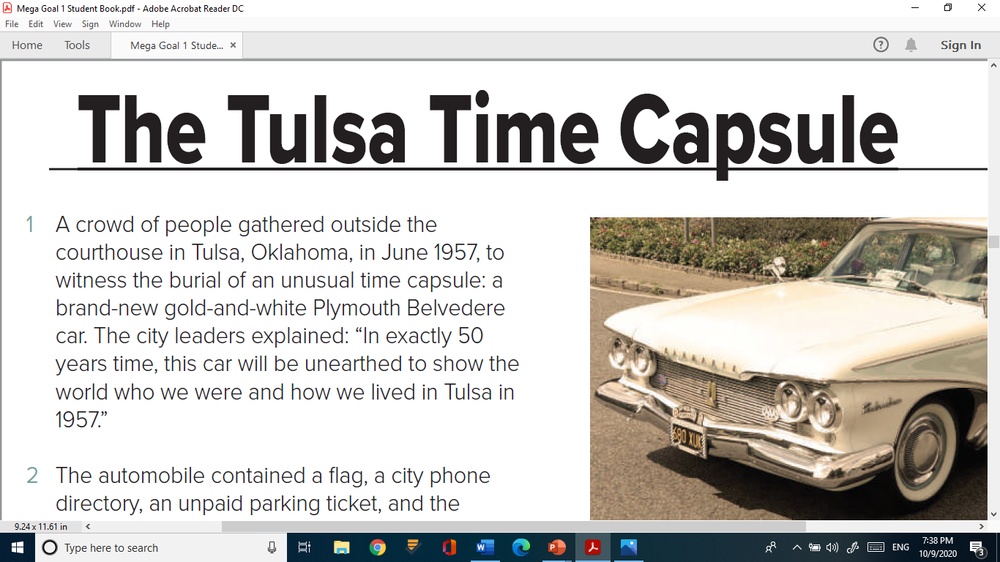 Mega Goal 1 Student Book.pdf - Adobe Acrobat Reader DC
File Edit View Sign Window Help
Home Tools Mega Goal 1 Stude... ×
? Sign In
The Tulsa Time Capsule
1 A crowd of people gathered outside the
courthouse in Tulsa, Oklahoma, in June 1957, to
witness the burial of an unusual time capsule: a
brand-new gold-and-white Plymouth Belvedere
car. The city leaders explained: “In exactly 50
years time, this car will be unearthed to show the
world who we were and how we lived in Tulsa in
1957.”
2 The automobile contained a flag, a city phone
directory, an unpaid parking ticket, and the
680 XUK
9.24 x 11.61 in
Type here to search
ENG
7:38 PM
10/9/2020
3